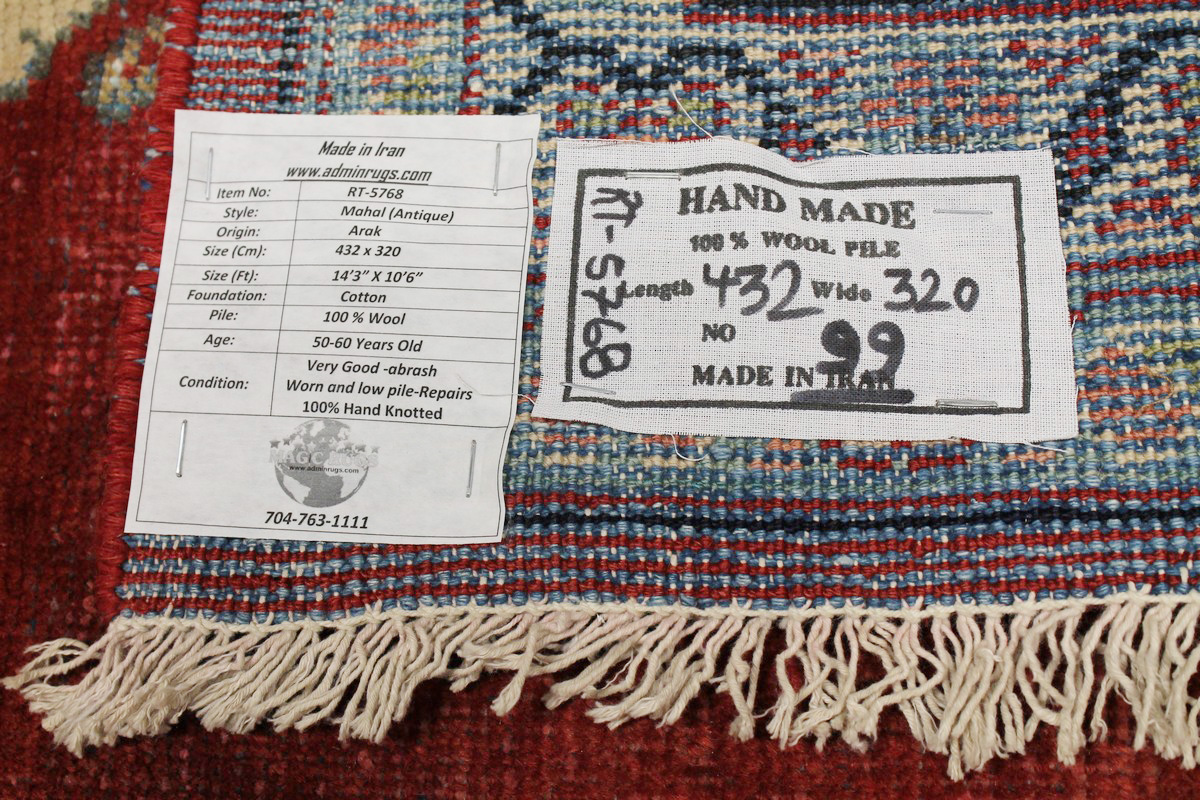 Made in Iran
www.adminrugs.com
Item No: RT-5768
Style: Mahal (Antique)
Origin: Arak
Size (Cm): 432 x 320
Size (Ft): 14'3" X 10'6"
Foundation: Cotton
Pile: 100 % Wool
Age: 50-60 Years Old
Condition: Very Good -abrash
Worn and low pile-Repairs
100% Hand Knotted
www.adminrugs.com
704-763-1111
RT-5768
HAND MADE
100 % WOOL PILE
Length 432 Wide 320
NO 99
MADE IN IRAN